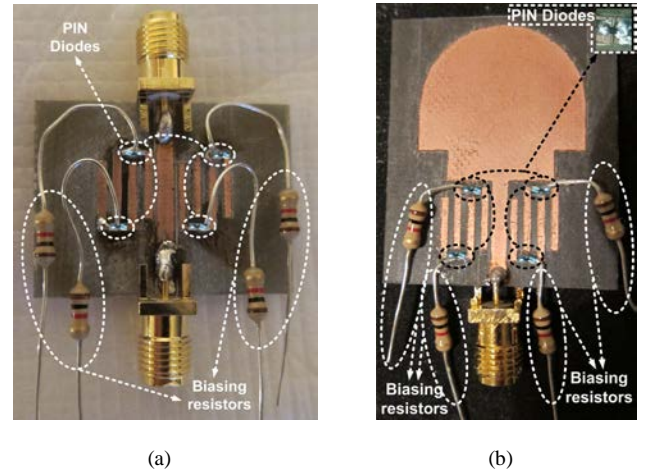 PIN
Diodes
Biasing
resistors
PIN Diodes
Biasing
resistors
Biasing
resistors
(a)
(b)